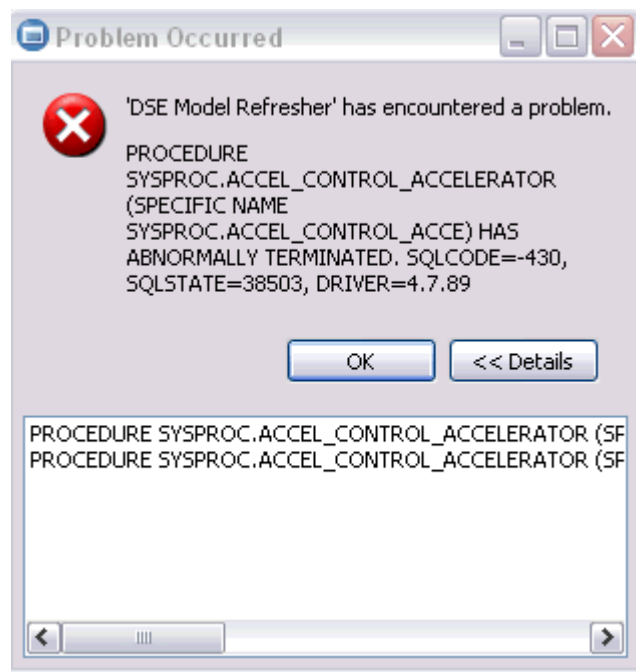 Problem Occurred
'DSE Model Refresher' has encountered a problem.
PROCEDURE
SYSPROC.ACCEL_CONTROL_ACCELERATOR
(SPECIFIC NAME
SYSPROC.ACCEL_CONTROL_ACCE) HAS
ABNORMALLY TERMINATED. SQLCODE=-430,
SQLSTATE=38503, DRIVER=4.7.89
OK
<< Details
PROCEDURE SYSPROC.ACCEL_CONTROL_ACCELERATOR (SF
PROCEDURE SYSPROC.ACCEL_CONTROL_ACCELERATOR (SF